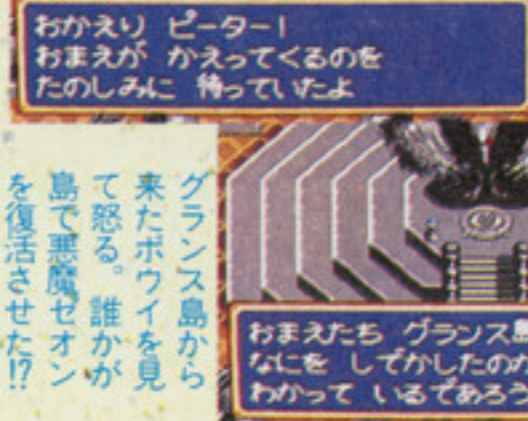 おかえり ピーター!
おまえが かえってくるのを
たのしみに 待っていたよ
グランス島から
来たボウイを見
て怒る。誰かが
島で悪魔ゼオン
を復活させた!?
おまえたち グランス島
なにを してかしたのか
わかって いるであろう